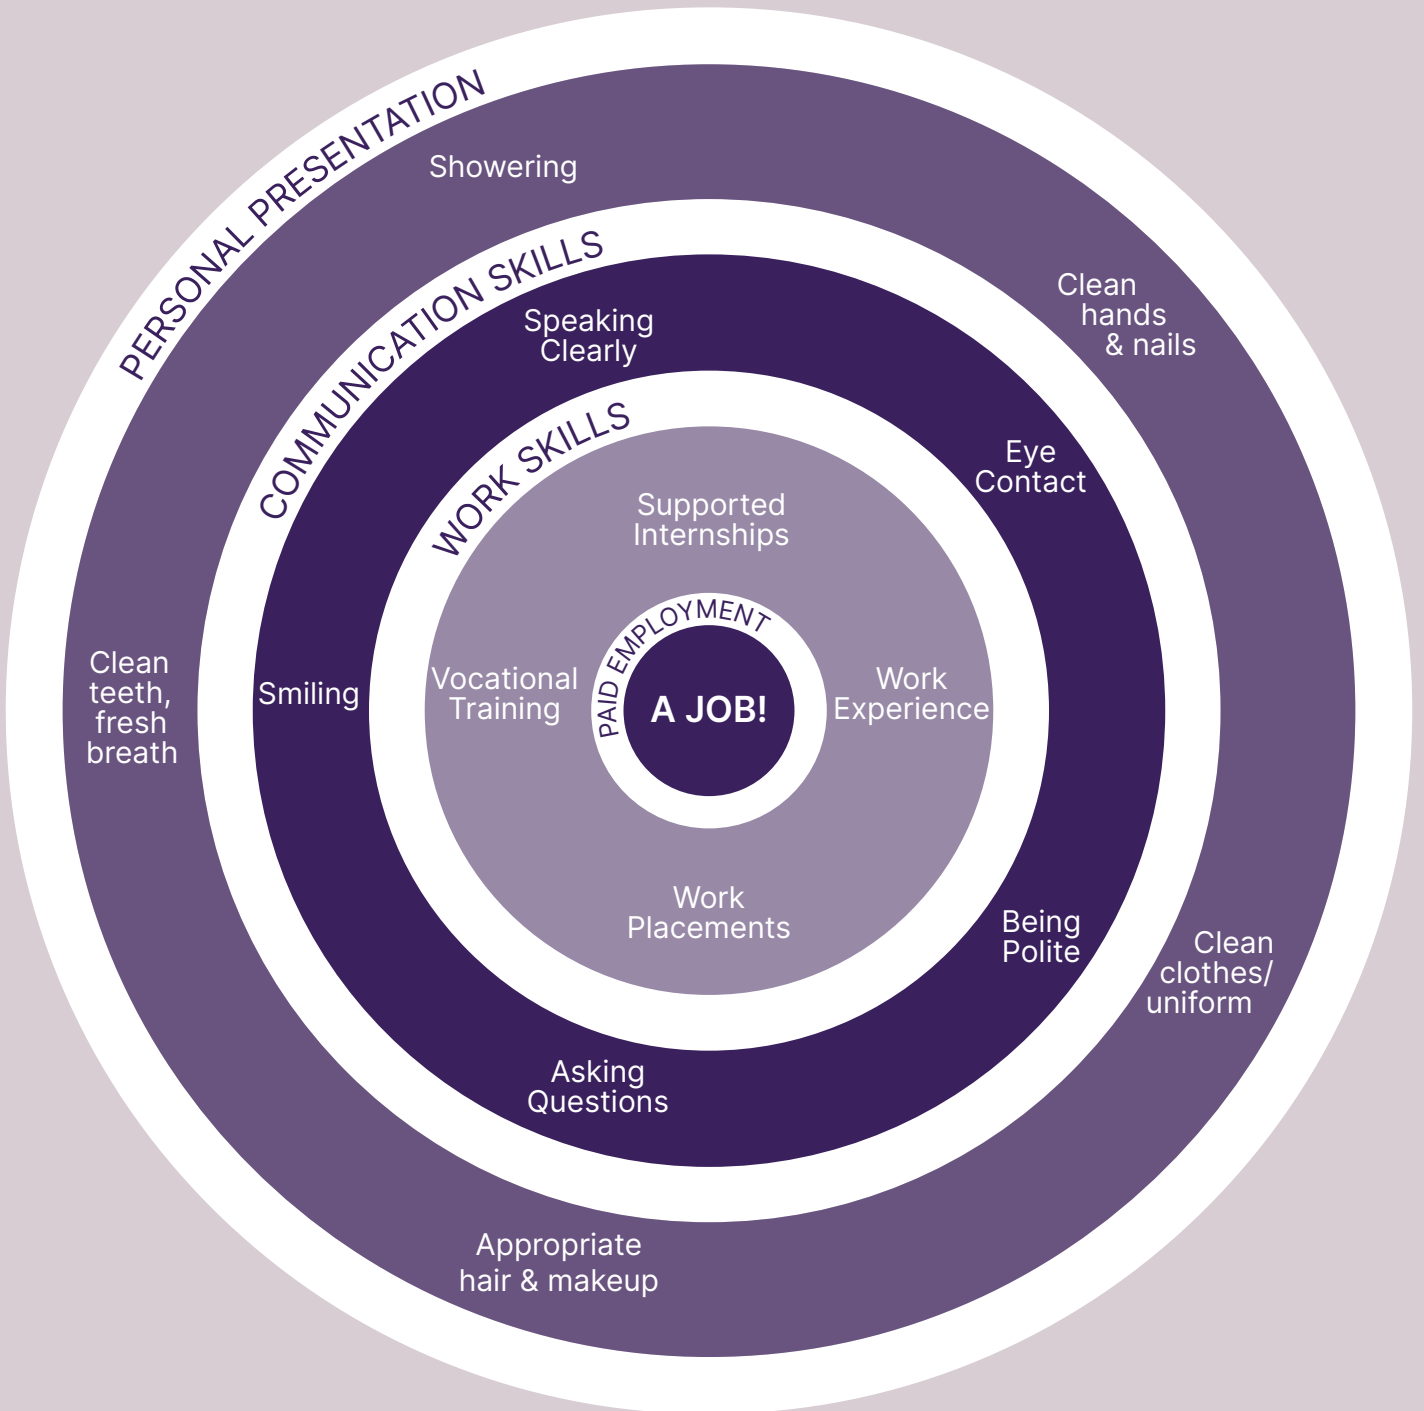 PERSONAL PRESENTATION
Showering
Clean
hands
& nails
Clean
clothes/
uniform
Appropriate
hair & makeup
Clean
teeth,
fresh
breath
COMMUNICATION SKILLS
Speaking
Clearly
Eye
Contact
Being
Polite
Asking
Questions
Smiling
WORK SKILLS
Supported
Internships
Work
Experience
Work
Placements
Vocational
Training
PAID EMPLOYMENT
A JOB!